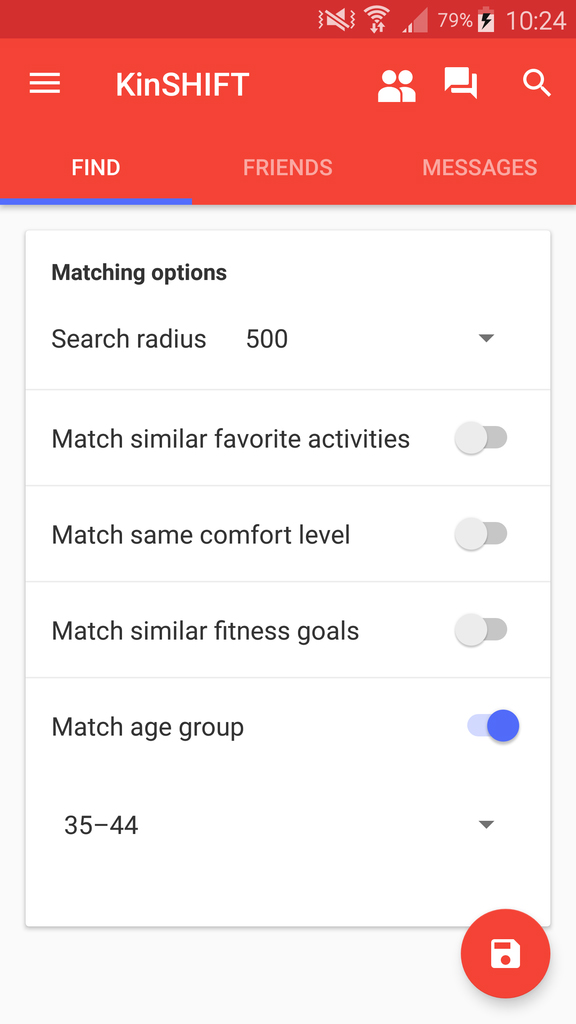 79% 10:24
KinSHIFT
FIND FRIENDS MESSAGES
Matching options
Search radius 500
Match similar favorite activities
Match same comfort level
Match similar fitness goals
Match age group
35–44